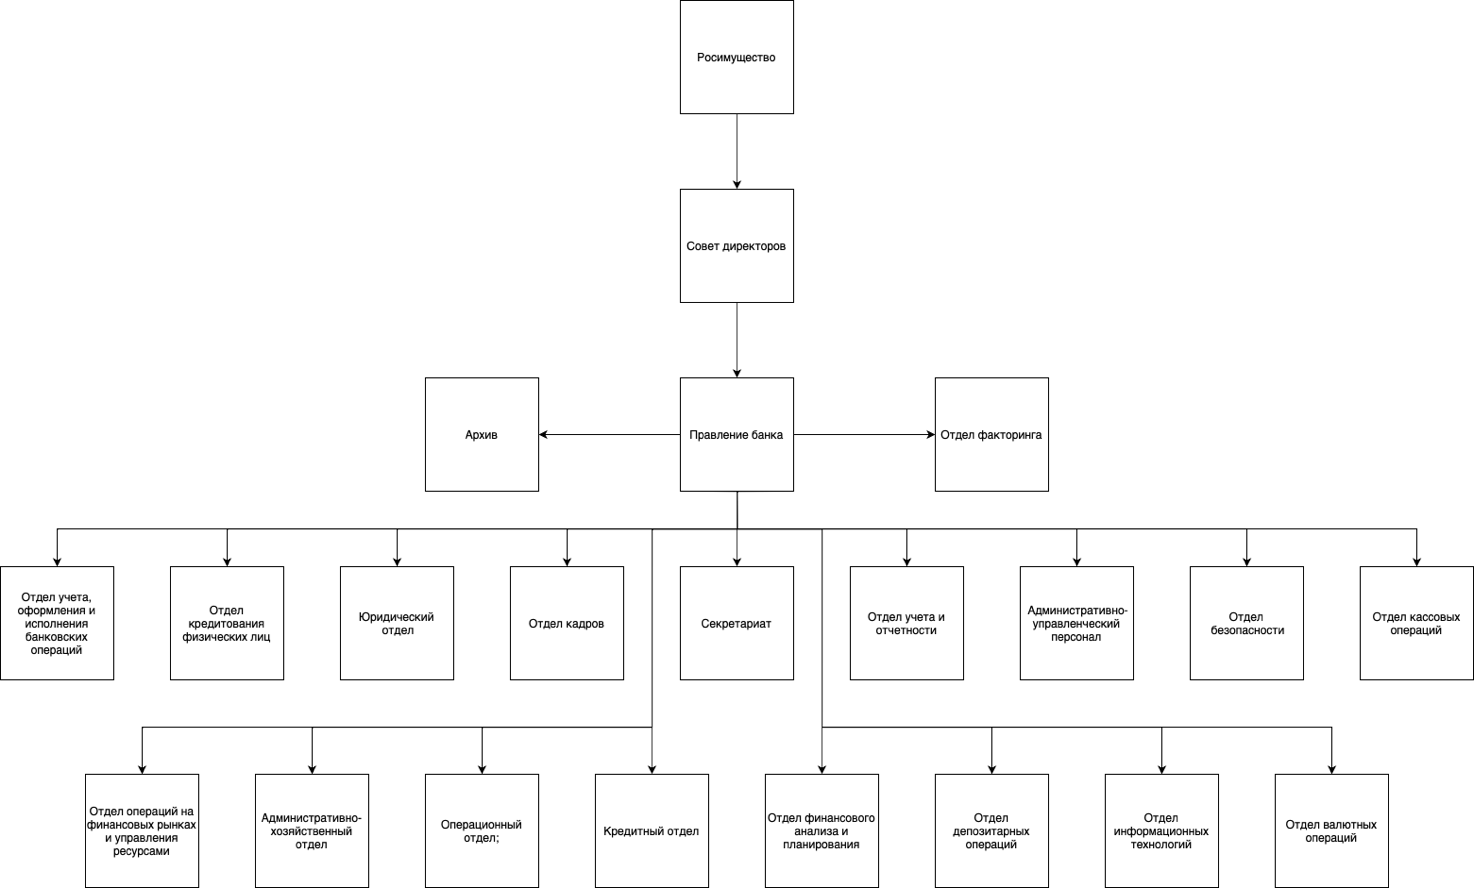 Росимущество
Совет директоров
Архив
Правление банка
Отдел факторинга
Отдел учета,
оформления и
исполнения
банковских
операций
Отдел
кредитования
физических лиц
Юридический
отдел
Отдел кадров
Секретариат
Отдел учета и
отчетности
Административно-
управленческий
персонал
Отдел
безопасности
Отдел кассовых
операций
Отдел операций на
финансовых рынках
и управления
ресурсами
Административно-
хозяйственный
отдел
Операционный
отдел;
Кредитный отдел
Отдел финансового
анализа и
планирования
Отдел
депозитарных
операций
Отдел
информационных
технологий
Отдел валютных
операций